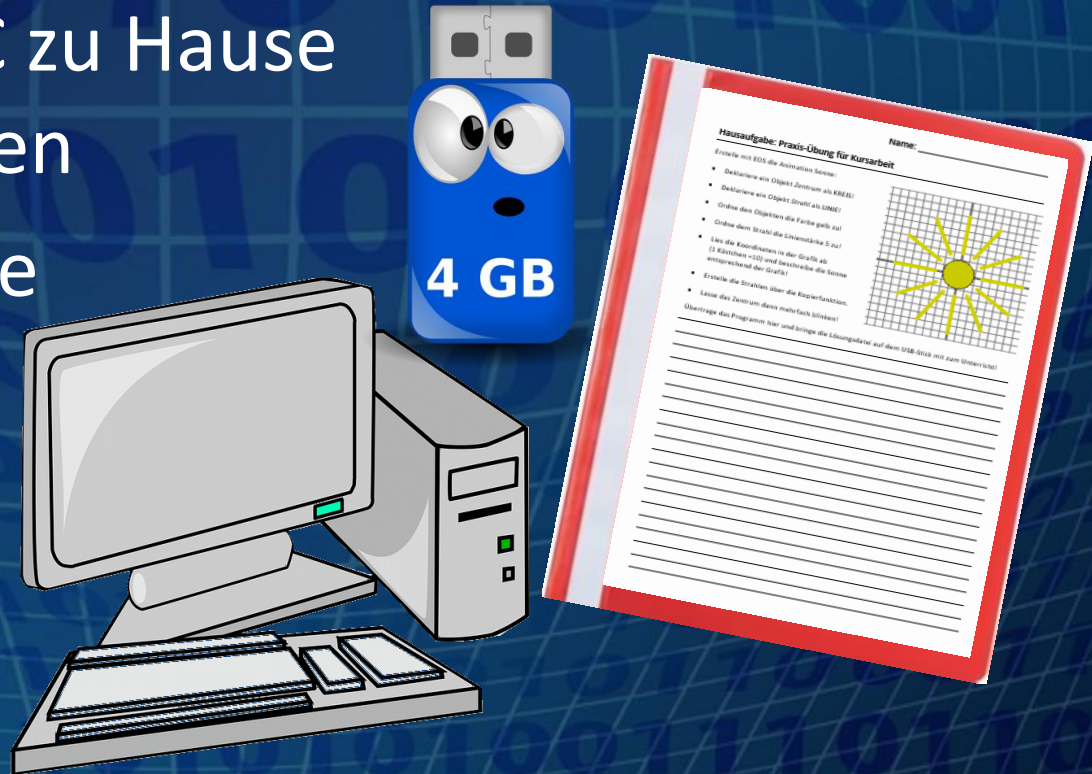 zu Hause
en
e
4 GB
Hausaufgabe: Praxis-Übung für Kursarbeit
Name:
Erstelle mit EOS die Animation Sonne:
• Deklariere ein Objekt Zentrum als KREIS!
• Deklariere ein Objekt Strahl als LINIE!
• Ordne den Objekten die Farbe gelb zu!
• Ordne dem Strahl die Linienstärke 5 zu!
• Lies die Koordinaten in der Grafik ab
(1 Kästchen =10) und beschreibe die Sonne
entsprechend der Grafik!
• Erstelle die Strahlen über die Kopierfunktion.
• Lasse das Zentrum dann mehrfach blinken!
Übertrage das Programm hier und bringe die Lösungsdatei auf dem USB-Stick mit zum Unterricht!